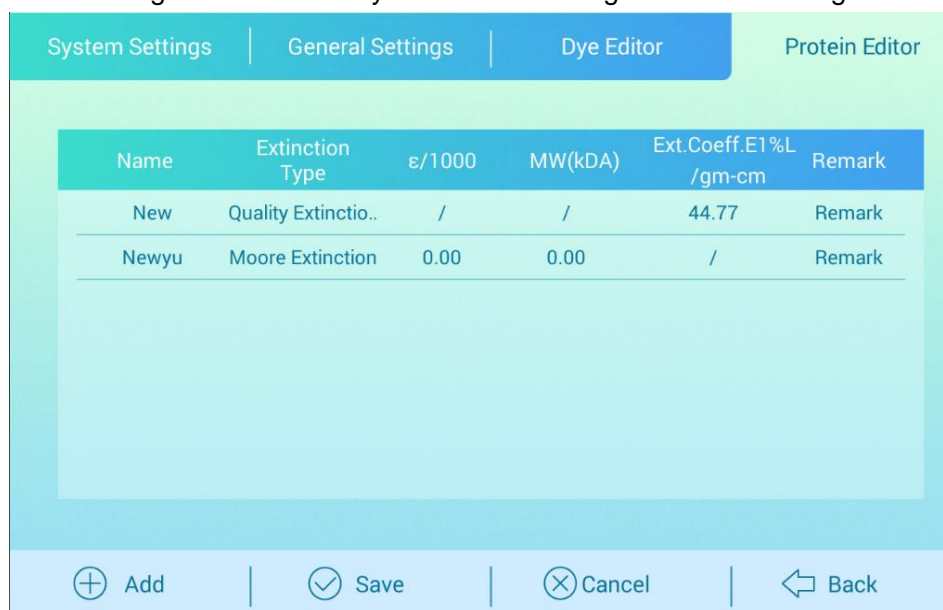 System Settings General Settings Dye Editor Protein Editor
Name Extinction Type ε/1000 MW(kDA) Ext.Coeff.E1%L /gm-cm Remark
New Quality Extinctio.. / / 44.77 Remark
Newyu Moore Extinction 0.00 0.00 / Remark
Add Save Cancel Back